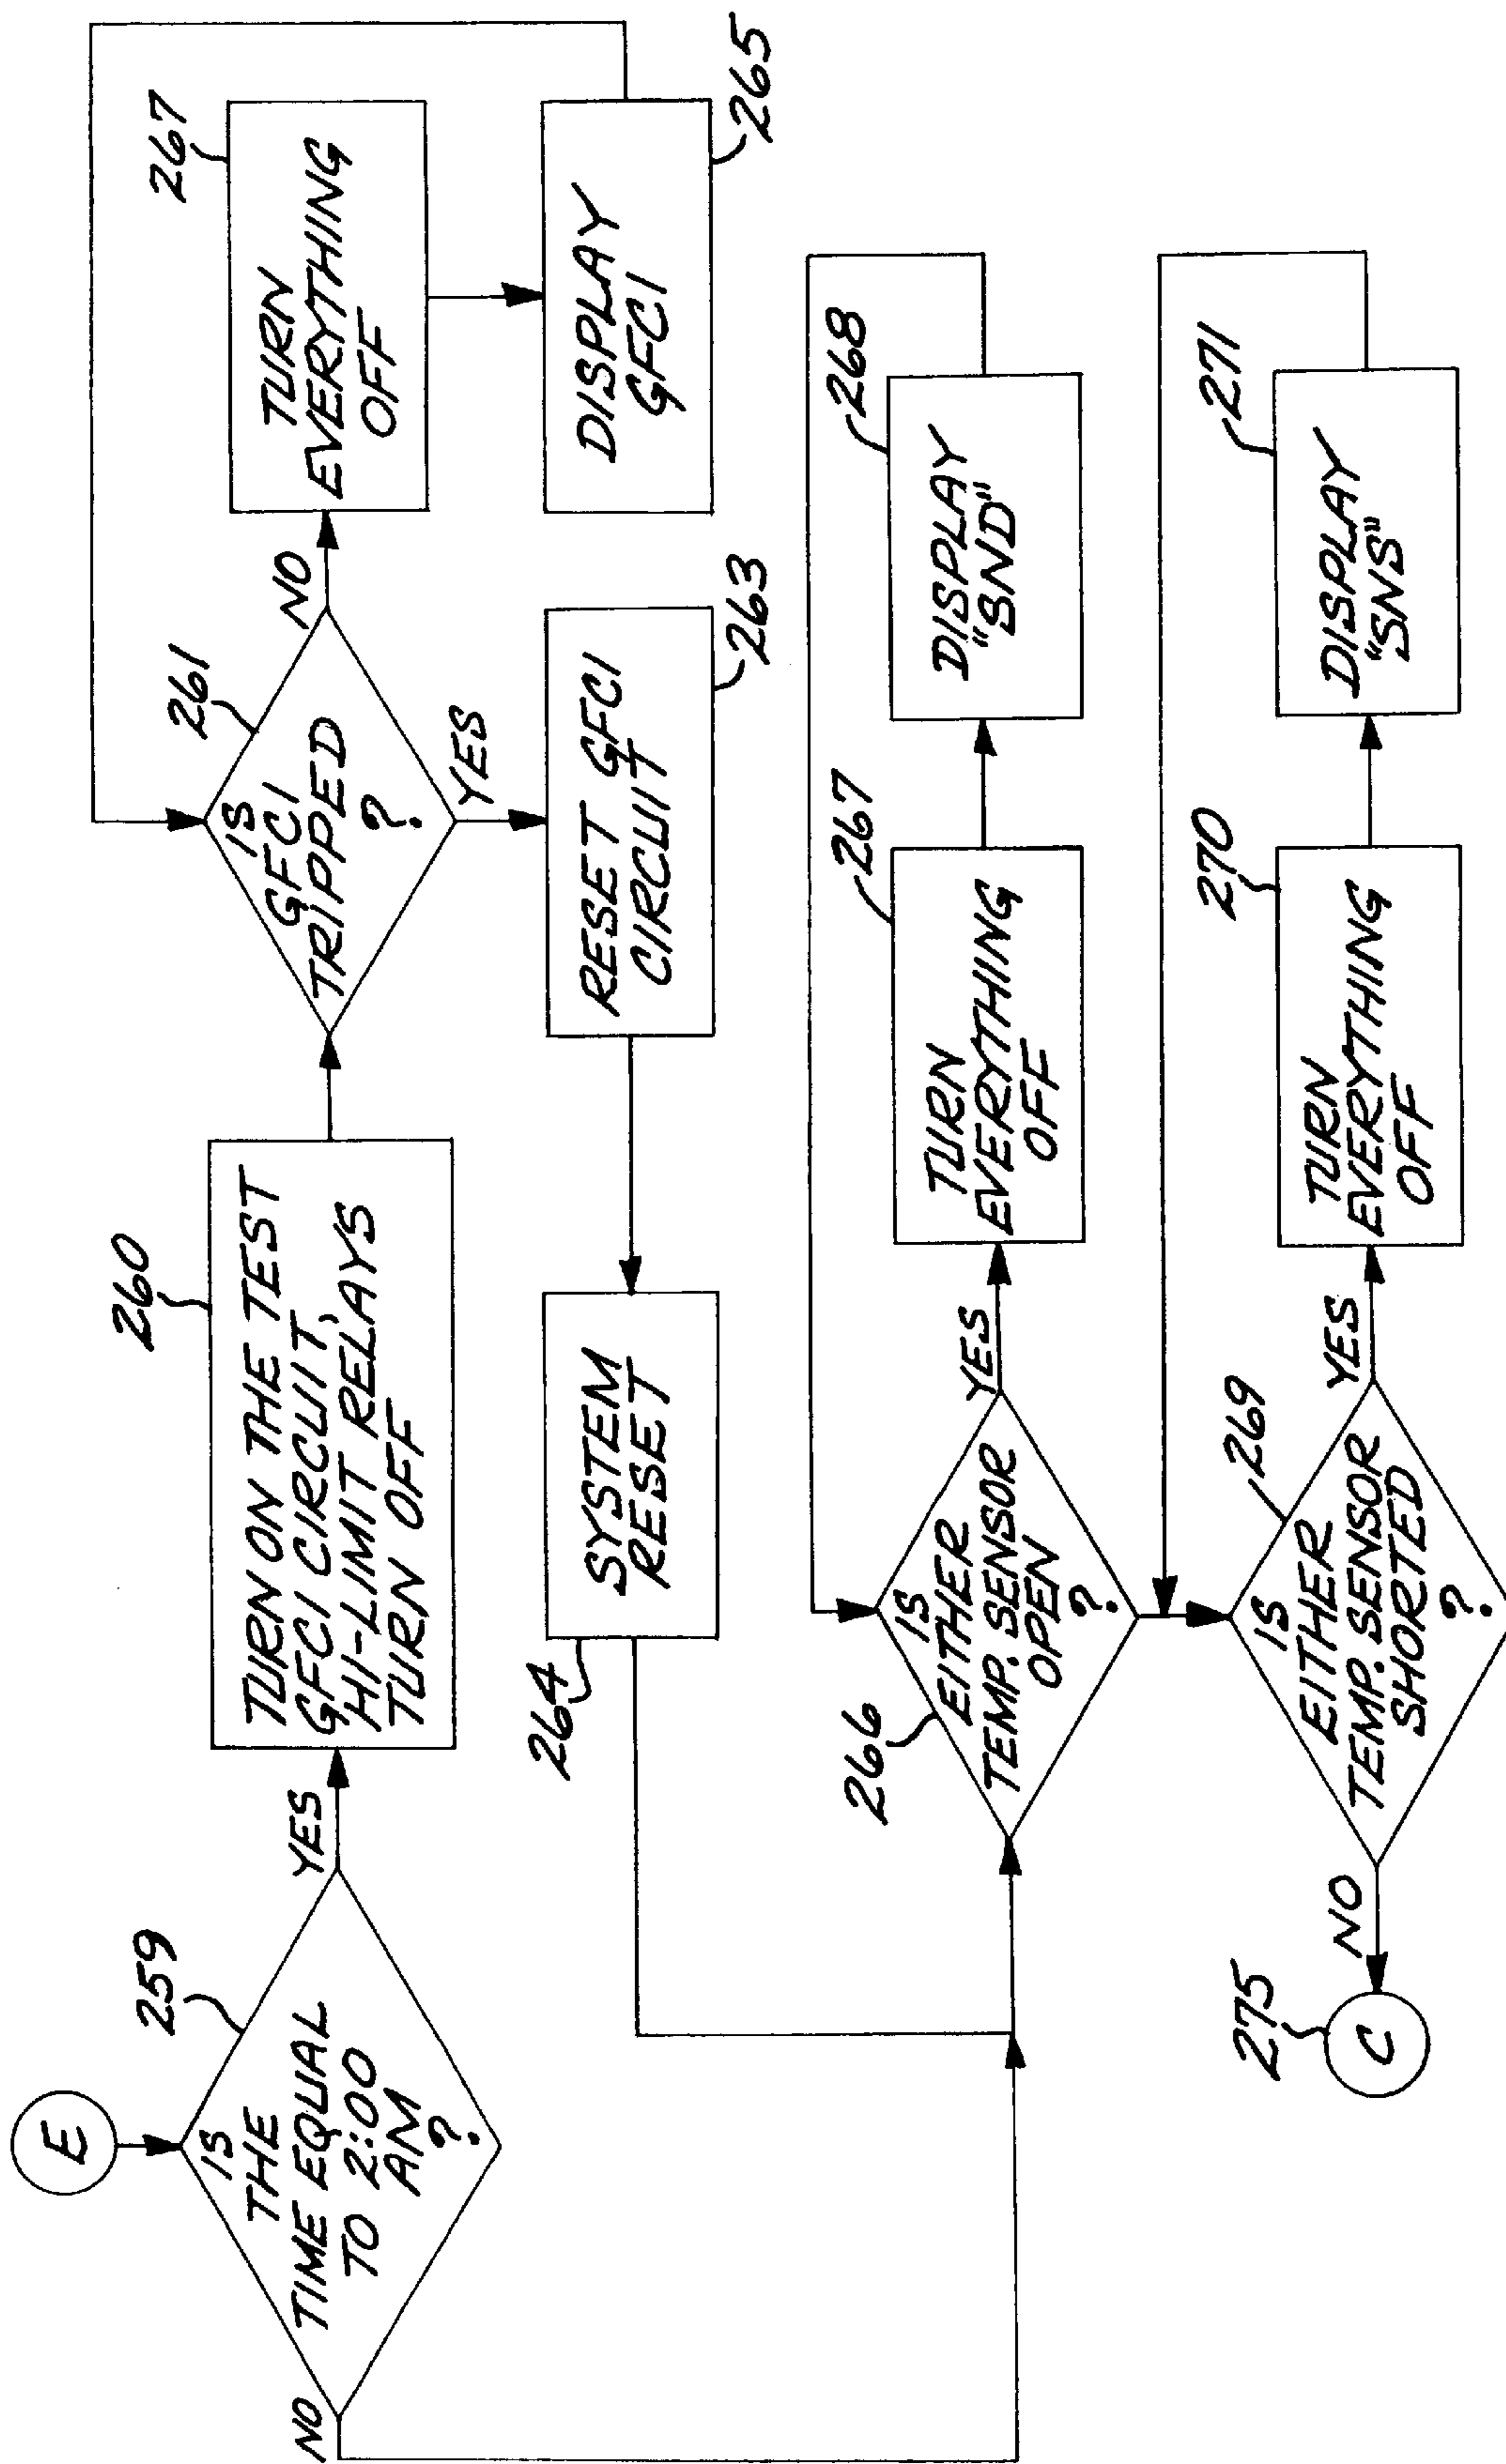 E
259
IS
THE
TIME EQUAL
TO 2:00
AM
?
NO
YES
260
TURN ON THE TEST
GFCI CIRCUIT,
HI-LIMIT RELAYS
TURN OFF
261
IS
GFCI
TRIPPED
?
NO
YES
267
TURN
EVERYTHING
OFF
DISPLAY
GFCI
265
RESET GFCI
CIRCUIT
263
SYSTEM
RESET
264
266
IS
EITHER
TEMP. SENSOR
OPEN
?
YES
267
TURN
EVERYTHING
OFF
268
DISPLAY
"SND"
269
IS
EITHER
TEMP. SENSOR
SHORTED
?
YES
270
TURN
EVERYTHING
OFF
271
DISPLAY
"SNS"
NO
275
C